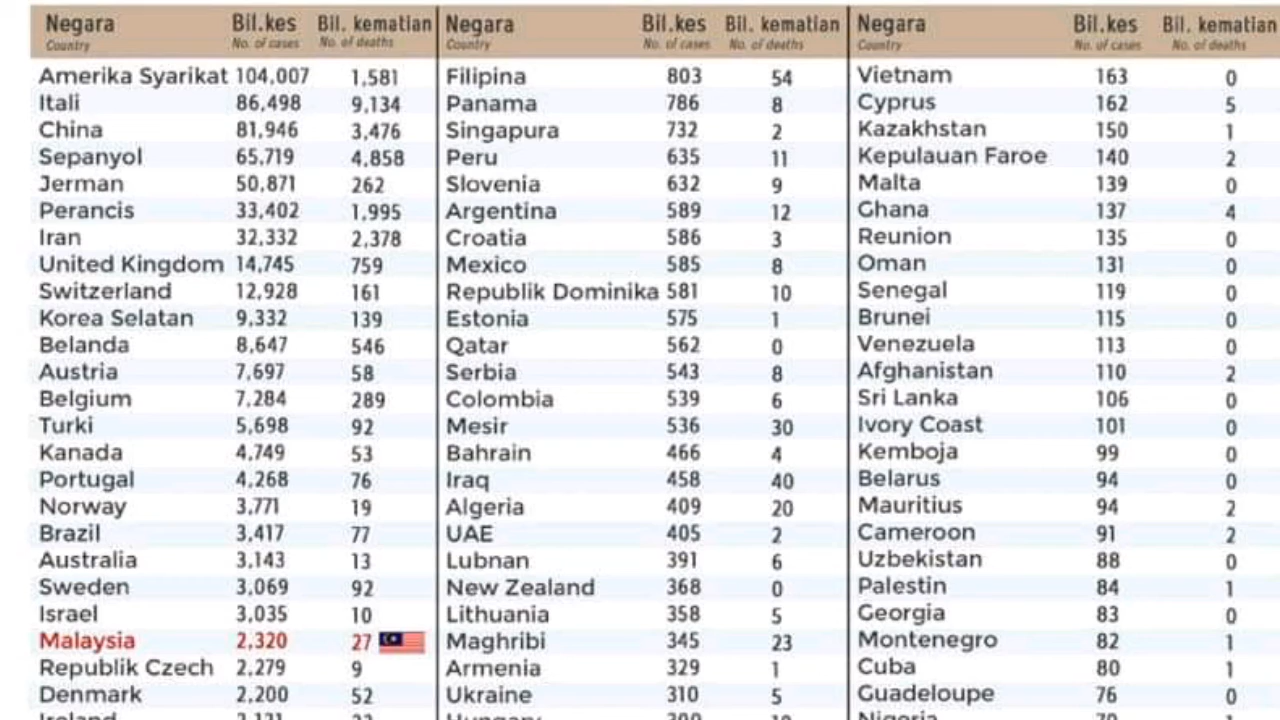 Negara Bil.kes Bil. kematian Negara Bil.kes Bil. kematian Negara Bil.kes Bil. kematian
Country No. of cases No. of deaths Country No. of cases No. of deaths Country No. of cases No. of deaths
Amerika Syarikat 104,007 1,581 Filipina 803 54 Vietnam 163 0
Itali 86,498 9,134 Panama 786 8 Cyprus 162 5
China 81,946 3,476 Singapura 732 2 Kazakhstan 150 1
Sepanyol 65,719 4,858 Peru 635 11 Kepulauan Faroe 140 2
Jerman 50,871 262 Slovenia 632 9 Malta 139 0
Perancis 33,402 1,995 Argentina 589 12 Ghana 137 4
Iran 32,332 2,378 Croatia 586 3 Reunion 135 0
United Kingdom 14,745 759 Mexico 585 8 Oman 131 0
Switzerland 12,928 161 Republik Dominika 581 10 Senegal 119 0
Korea Selatan 9,332 139 Estonia 575 1 Brunei 115 0
Belanda 8,647 546 Qatar 562 0 Venezuela 113 0
Austria 7,697 58 Serbia 543 8 Afghanistan 110 2
Belgium 7,284 289 Colombia 539 6 Sri Lanka 106 0
Turki 5,698 92 Mesir 536 30 Ivory Coast 101 0
Kanada 4,749 53 Bahrain 466 4 Kemboja 99 0
Portugal 4,268 76 Iraq 458 40 Belarus 94 0
Norway 3,771 19 Algeria 409 20 Mauritius 94 2
Brazil 3,417 77 UAE 405 2 Cameroon 91 2
Australia 3,143 13 Lubnan 391 6 Uzbekistan 88 0
Sweden 3,069 92 New Zealand 368 0 Palestin 84 1
Israel 3,035 10 Lithuania 358 5 Georgia 83 0
Malaysia 2,320 27 Maghribi 345 23 Montenegro 82 1
Republik Czech 2,279 9 Armenia 329 1 Cuba 80 1
Denmark 2,200 52 Ukraine 310 5 Guadeloupe 76 0
Ireland Hungary Nigeria